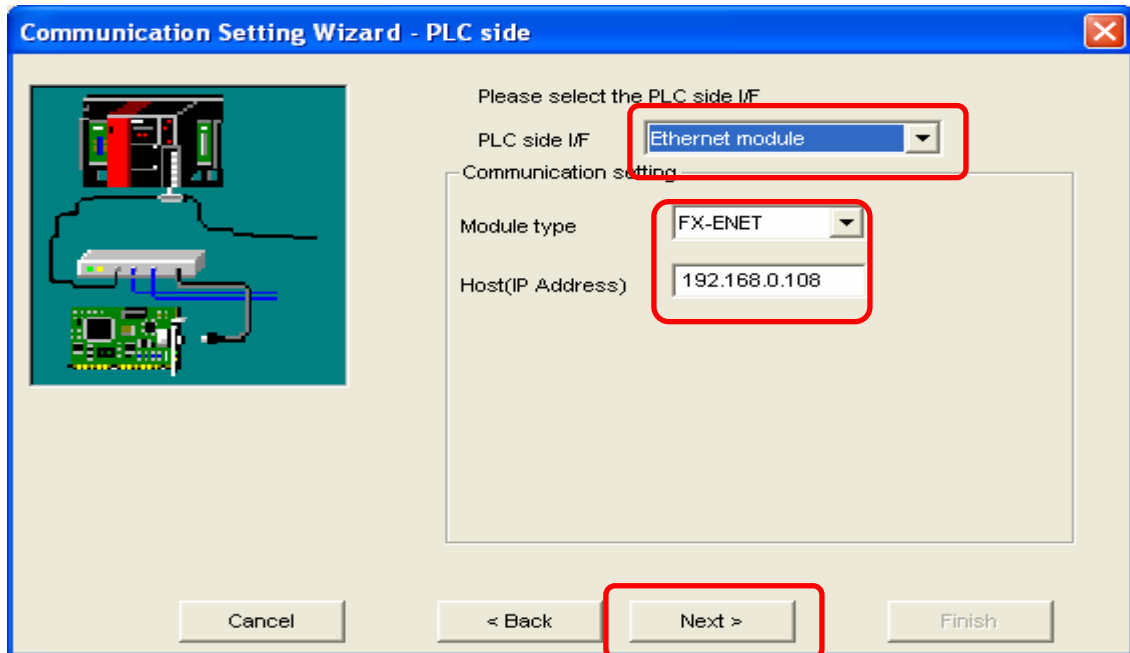 Communication Setting Wizard - PLC side
Please select the PLC side I/F
PLC side I/F Ethernet module
Communication setting
Module type FX-ENET
Host(IP Address) 192.168.0.108
Cancel < Back Next > Finish